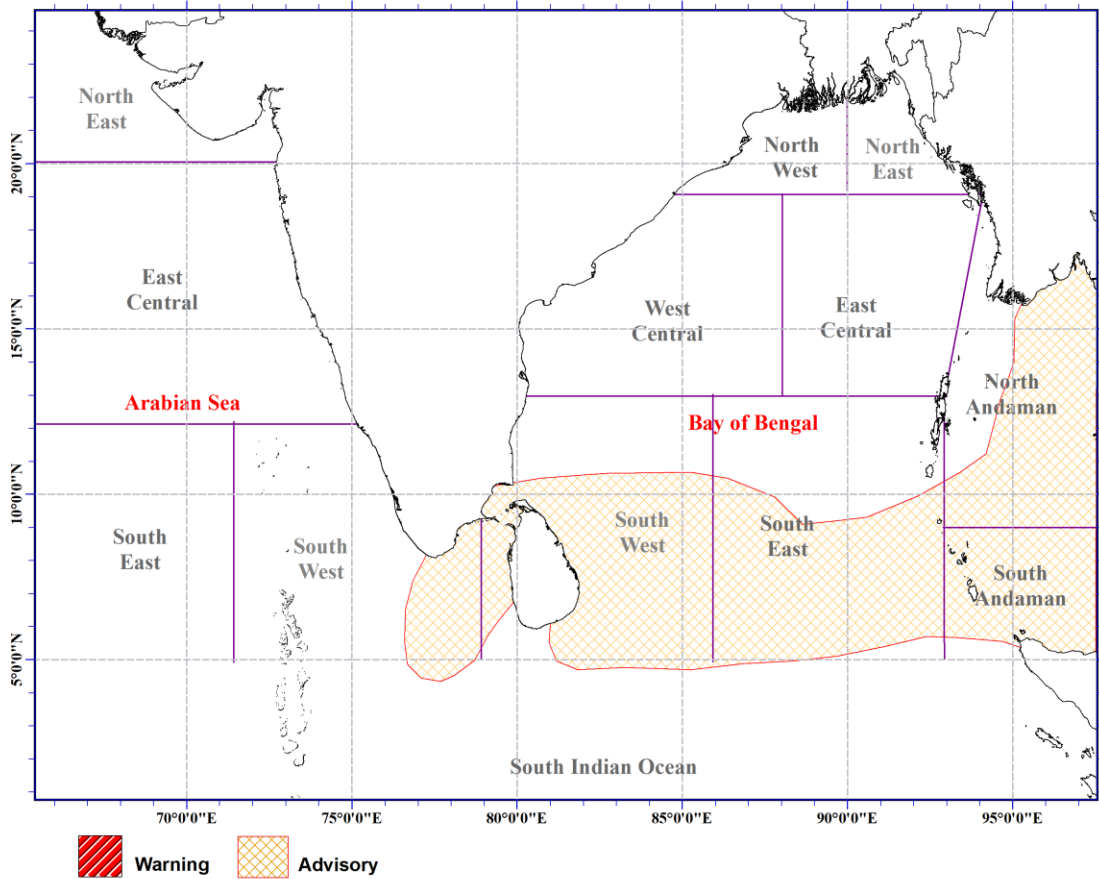 North
East
North
West
North
East
20°0'0"N
East
Central
West
Central
East
Central
15°0'0"N
North
Andaman
Arabian Sea
Bay of Bengal
10°0'0"N
South
East
South
West
South
West
South
East
South
Andaman
5°0'0"N
South Indian Ocean
70°0'0"E
75°0'0"E
80°0'0"E
85°0'0"E
90°0'0"E
95°0'0"E
Warning
Advisory